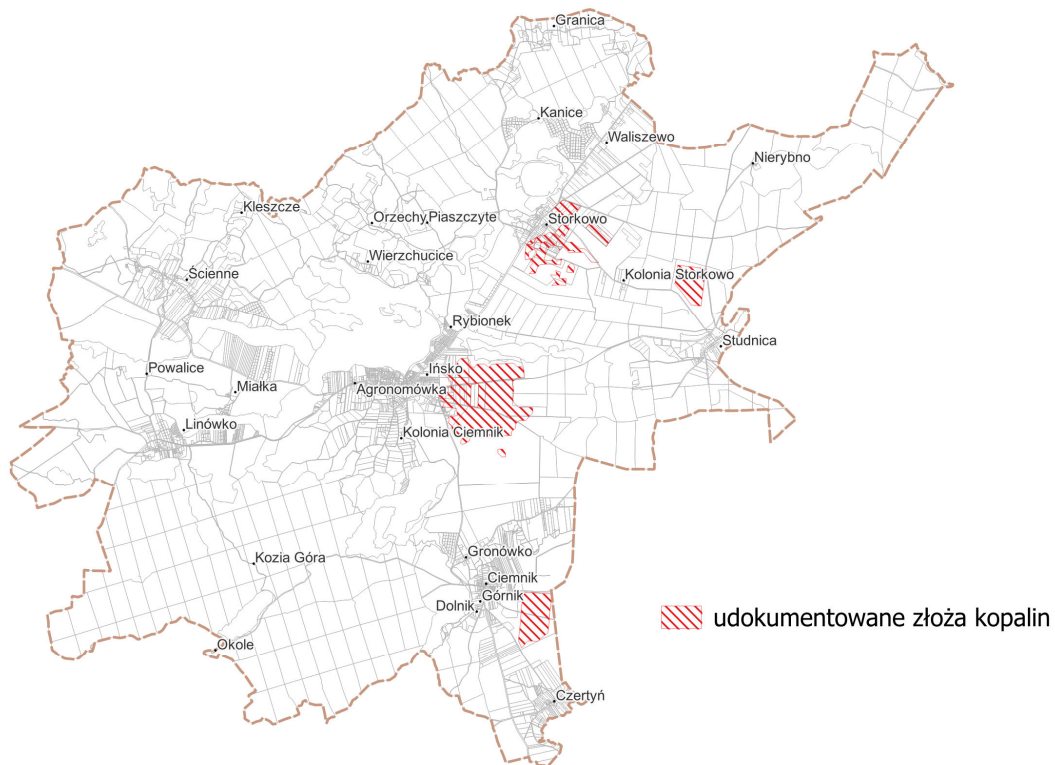 Granica
Kanice
Waliszewo
Nierybno
Kleszcze
Orzechy
Piaszczyte
Storkowo
Wierzchucice
Ścienne
Kolonia Storkowo
Rybionek
Studnica
Powalice
Ińsko
Miałka
Agronomówka
Linówko
Kolonia Ciemnik
Gronówko
Kozia Góra
Ciemnik
Górnik
Dolnik
udokumentowane złoża kopalin
Okole
Czertyń